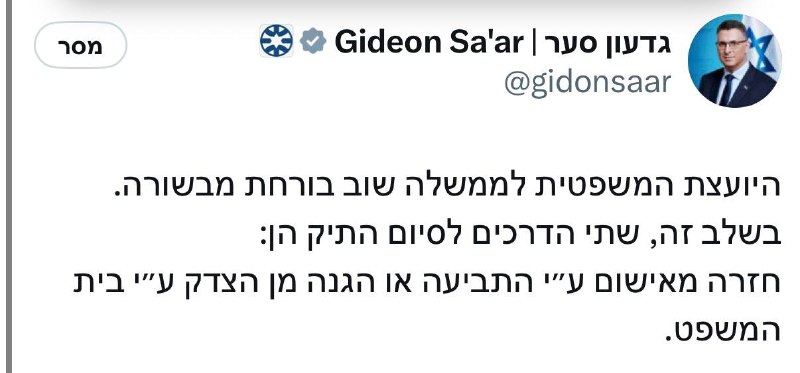 גדעון סער | Gideon Sa'ar
@gidonsaar
מסר
היועצת המשפטית לממשלה שוב בורחת מבשורה.
בשלב זה, שתי הדרכים לסיום התיק הן:
חזרה מאישום ע״י התביעה או הגנה מן הצדק ע״י בית
המשפט.